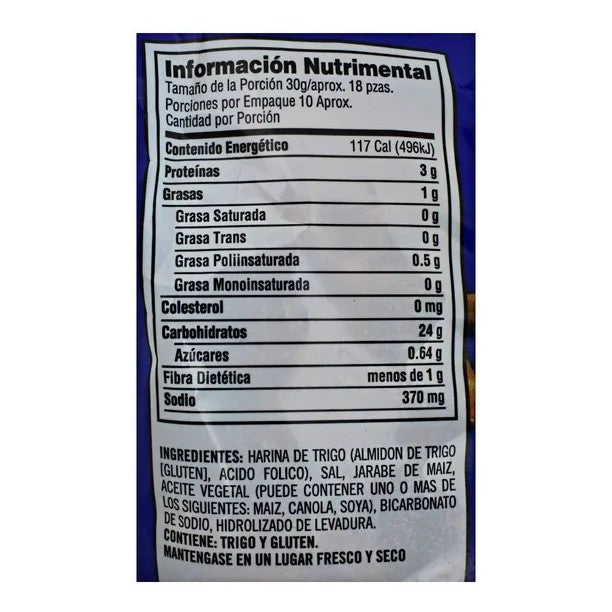 Información Nutrimental
Tamaño de la Porción 30g/aprox. 18 pzas.
Porciones por Empaque 10 Aprox.
Cantidad por Porción
Contenido Energético 117 Cal (496kJ)
Proteínas 3 g
Grasas 1 g
Grasa Saturada 0 g
Grasa Trans 0 g
Grasa Poliinsaturada 0.5 g
Grasa Monoinsaturada 0 g
Colesterol 0 mg
Carbohidratos 24 g
Azúcares 0.64 g
Fibra Dietética menos de 1 g
Sodio 370 mg
INGREDIENTES: HARINA DE TRIGO (ALMIDON DE TRIGO
[GLUTEN], ACIDO FOLICO), SAL, JARABE DE MAIZ,
ACEITE VEGETAL (PUEDE CONTENER UNO O MAS DE
LOS SIGUIENTES: MAIZ, CANOLA, SOYA), BICARBONATO
DE SODIO, HIDROLIZADO DE LEVADURA.
CONTIENE: TRIGO Y GLUTEN.
MANTENGASE EN UN LUGAR FRESCO Y SECO